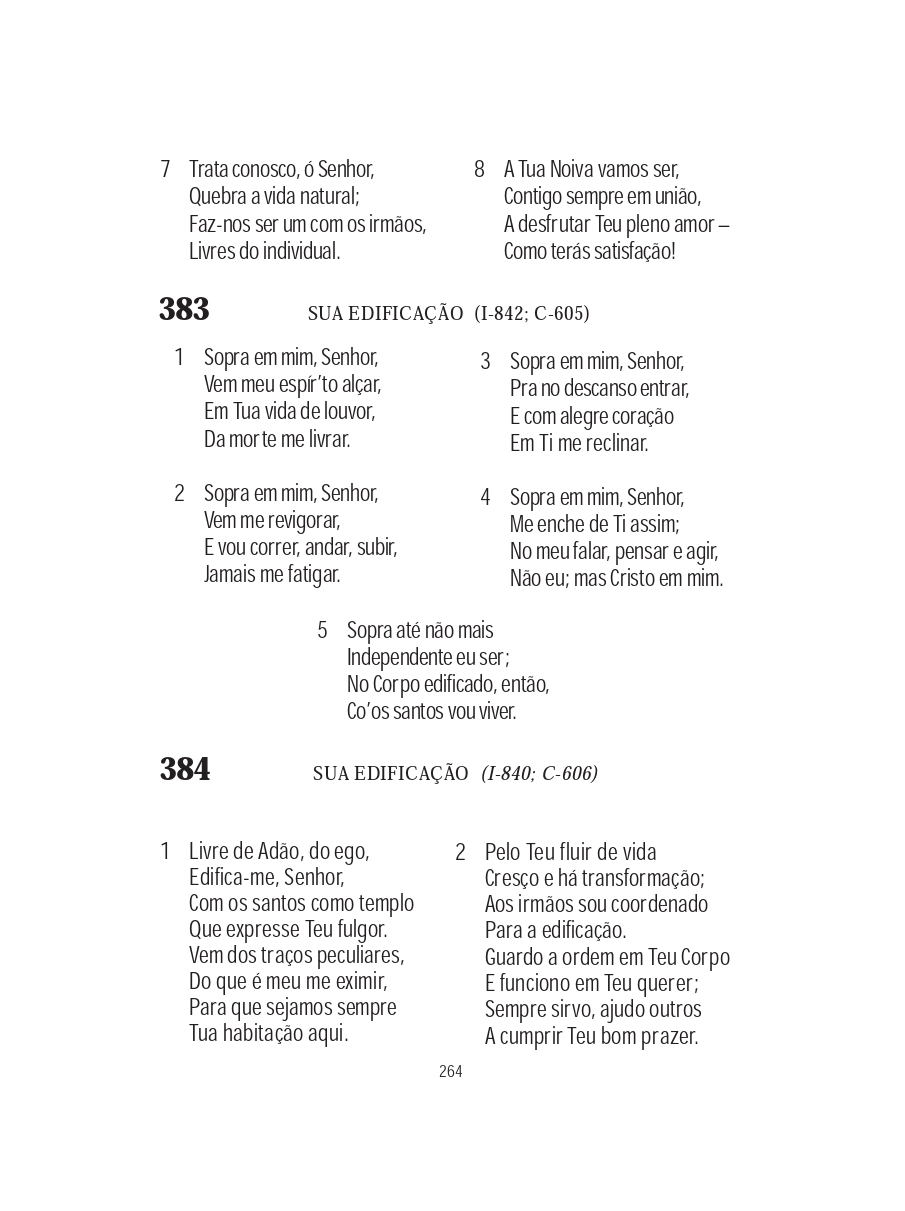 7 Trata conosco, ó Senhor,
Quebra a vida natural;
Faz-nos ser um com os irmãos,
Livres do individual.
8 A Tua Noiva vamos ser,
Contigo sempre em união,
A desfrutar Teu pleno amor –
Como terás satisfação!
383 SUA EDIFICAÇÃO (I-842; C-605)
1 Sopra em mim, Senhor,
Vem meu espír’to alçar,
Em Tua vida de louvor,
Da morte me livrar.
2 Sopra em mim, Senhor,
Vem me revigorar,
E vou correr, andar, subir,
Jamais me fatigar.
3 Sopra em mim, Senhor,
Pra no descanso entrar,
E com alegre coração
Em Ti me reclinar.
4 Sopra em mim, Senhor,
Me enche de Ti assim;
No meu falar, pensar e agir,
Não eu; mas Cristo em mim.
5 Sopra até não mais
Independente eu ser;
No Corpo edificado, então,
Co’os santos vou viver.
384 SUA EDIFICAÇÃO (I-840; C-606)
1 Livre de Adão, do ego,
Edifica-me, Senhor,
Com os santos como templo
Que expresse Teu fulgor.
Vem dos traços peculiares,
Do que é meu me eximir,
Para que sejamos sempre
Tua habitação aqui.
2 Pelo Teu fluir de vida
Cresço e há transformação;
Aos irmãos sou coordenado
Para a edificação.
Guardo a ordem em Teu Corpo
E funciono em Teu querer;
Sempre sirvo, ajudo outros
A cumprir Teu bom prazer.
264